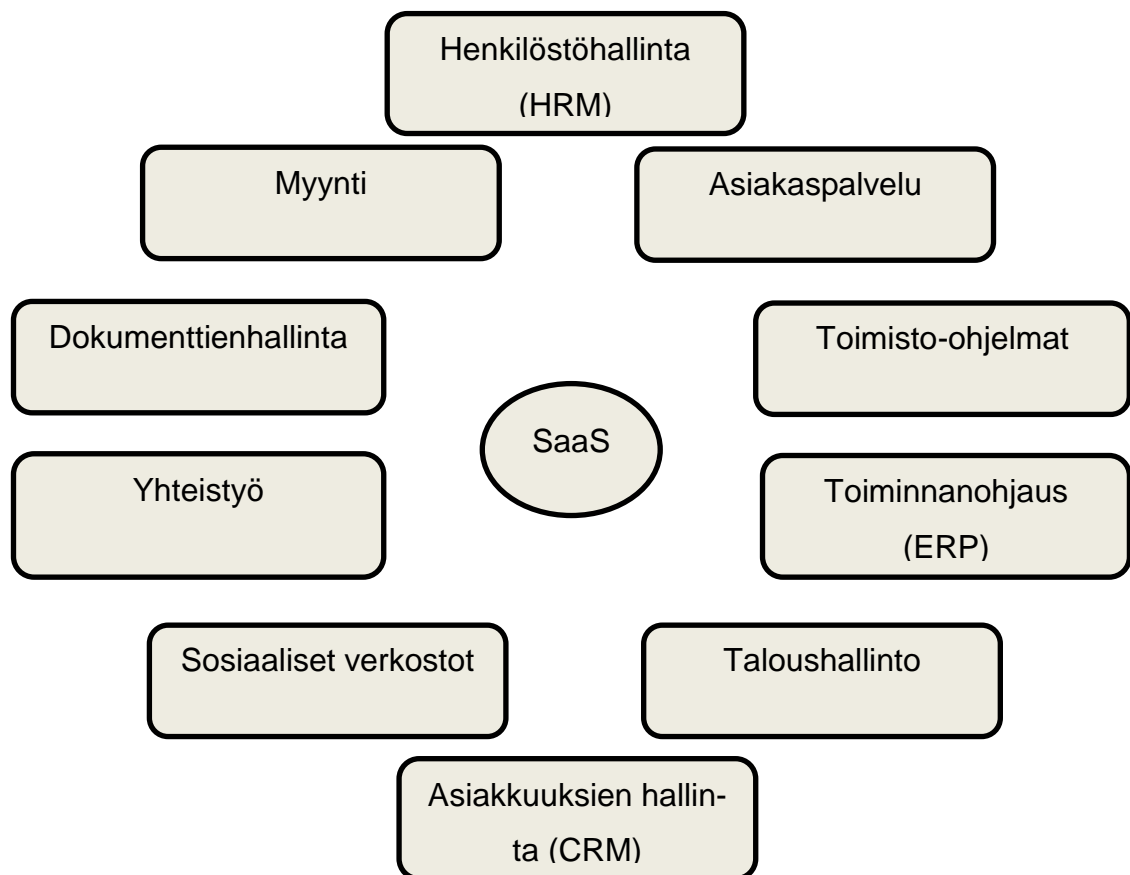 Henkilöstöhallinta
(HRM)
Myynti
Asiakaspalvelu
Dokumenttienhallinta
Toimisto-ohjelmat
SaaS
Yhteistyö
Toiminnanohjaus
(ERP)
Sosiaaliset verkostot
Taloushallinto
Asiakkuuksien hallin-
ta (CRM)